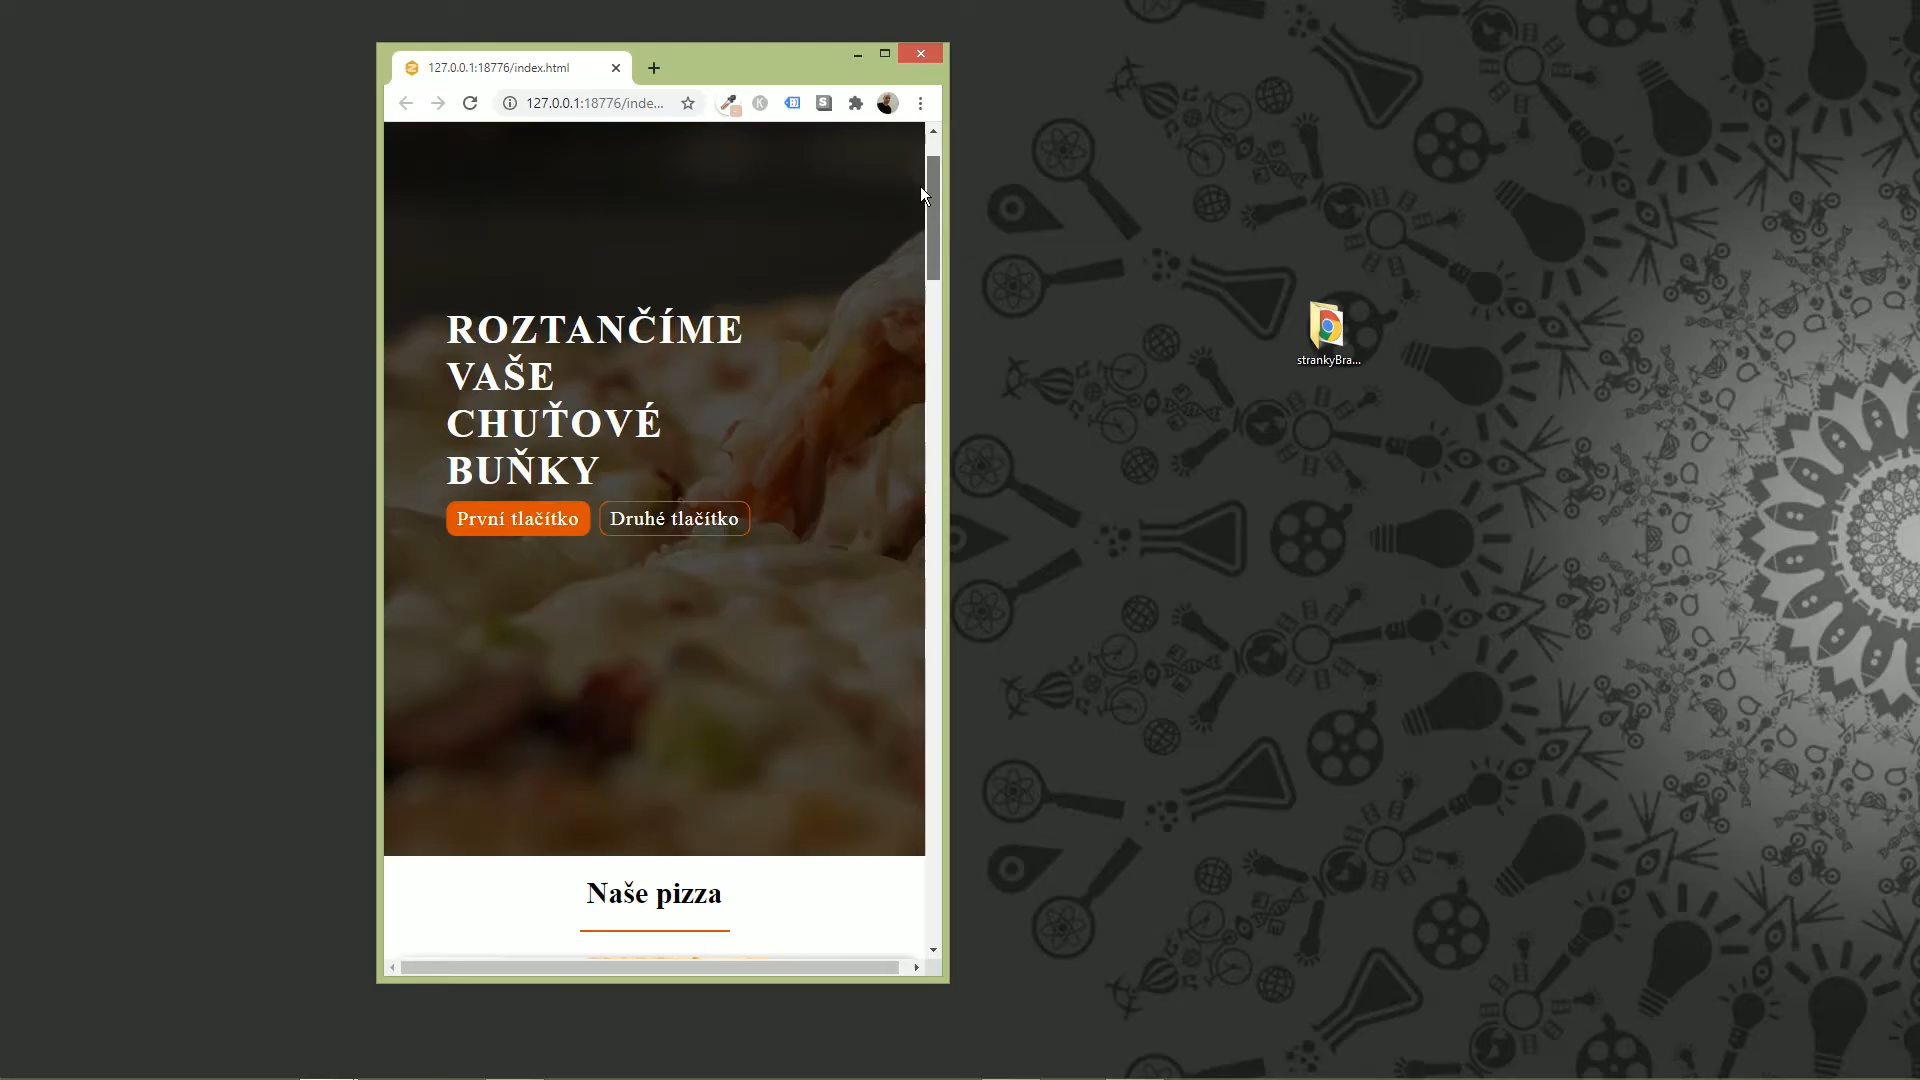 127.0.0.1:18776/index.html
127.0.0.1:18776/inde...
ROZTANČÍME
VAŠE
CHUŤOVÉ
BUŇKY
První tlačítko
Druhé tlačítko
Naše pizza
strankyBra...